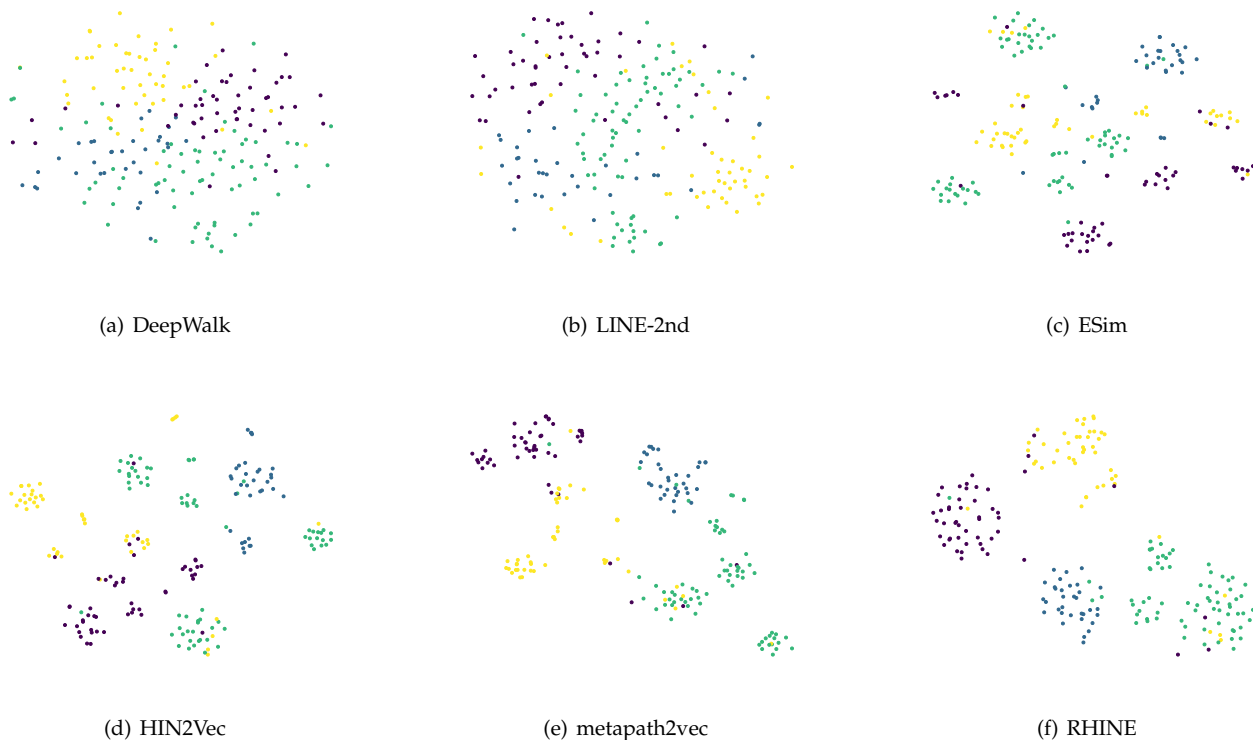 (a) DeepWalk
(b) LINE-2nd
(c) ESim
(d) HIN2Vec
(e) metapath2vec
(f) RHINE